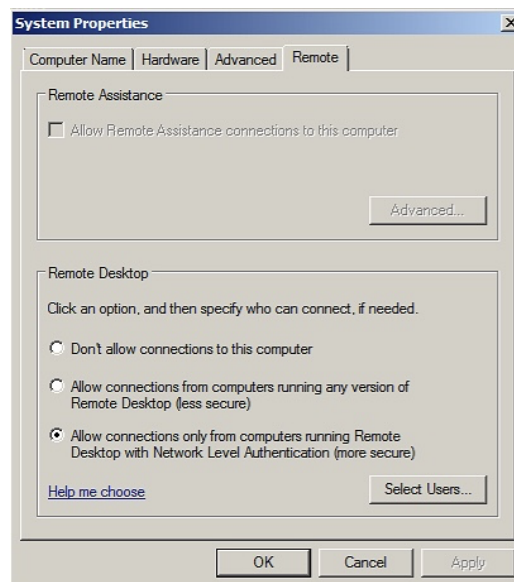 System Properties
Computer Name Hardware Advanced Remote
Remote Assistance
Allow Remote Assistance connections to this computer
Advanced...
Remote Desktop
Click an option, and then specify who can connect, if needed.
Don't allow connections to this computer
Allow connections from computers running any version of
Remote Desktop (less secure)
Allow connections only from computers running Remote
Desktop with Network Level Authentication (more secure)
Help me choose
Select Users...
OK Cancel Apply